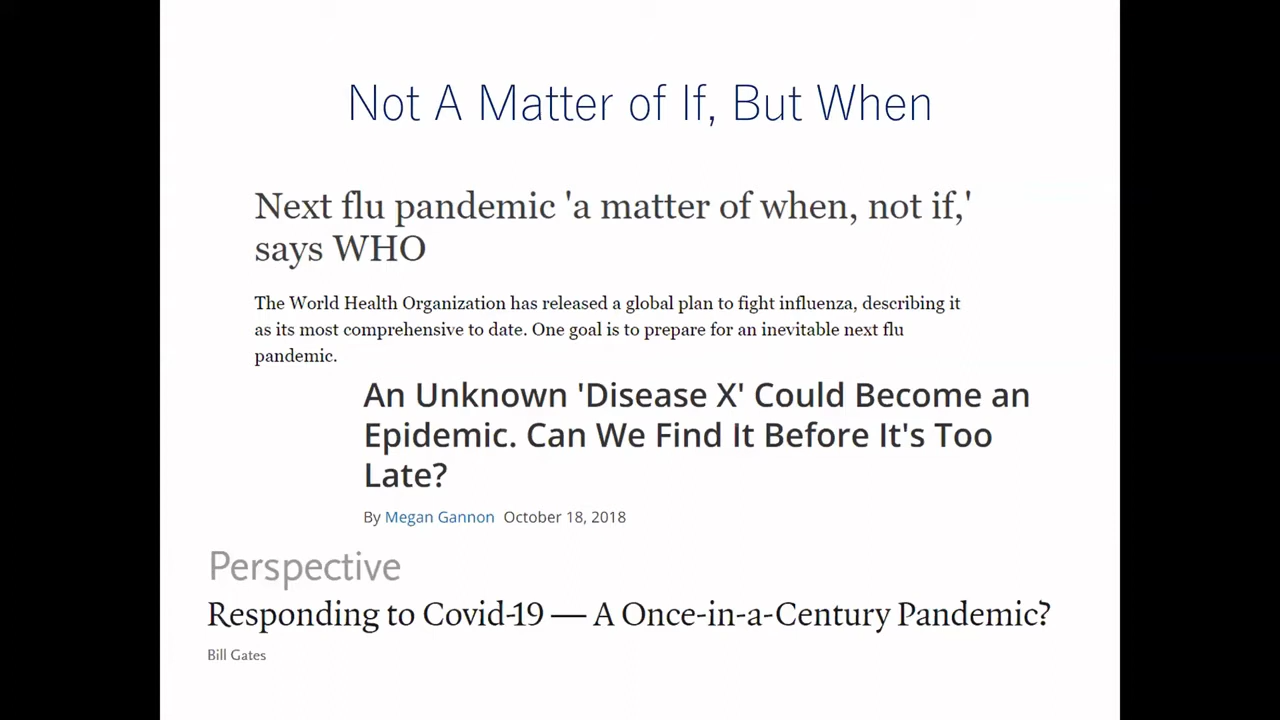 Not A Matter of If, But When
Next flu pandemic 'a matter of when, not if,'
says WHO
The World Health Organization has released a global plan to fight influenza, describing it
as its most comprehensive to date. One goal is to prepare for an inevitable next flu
pandemic.
An Unknown 'Disease X' Could Become an
Epidemic. Can We Find It Before It's Too
Late?
By Megan Gannon October 18, 2018
Perspective
Responding to Covid-19 — A Once-in-a-Century Pandemic?
Bill Gates